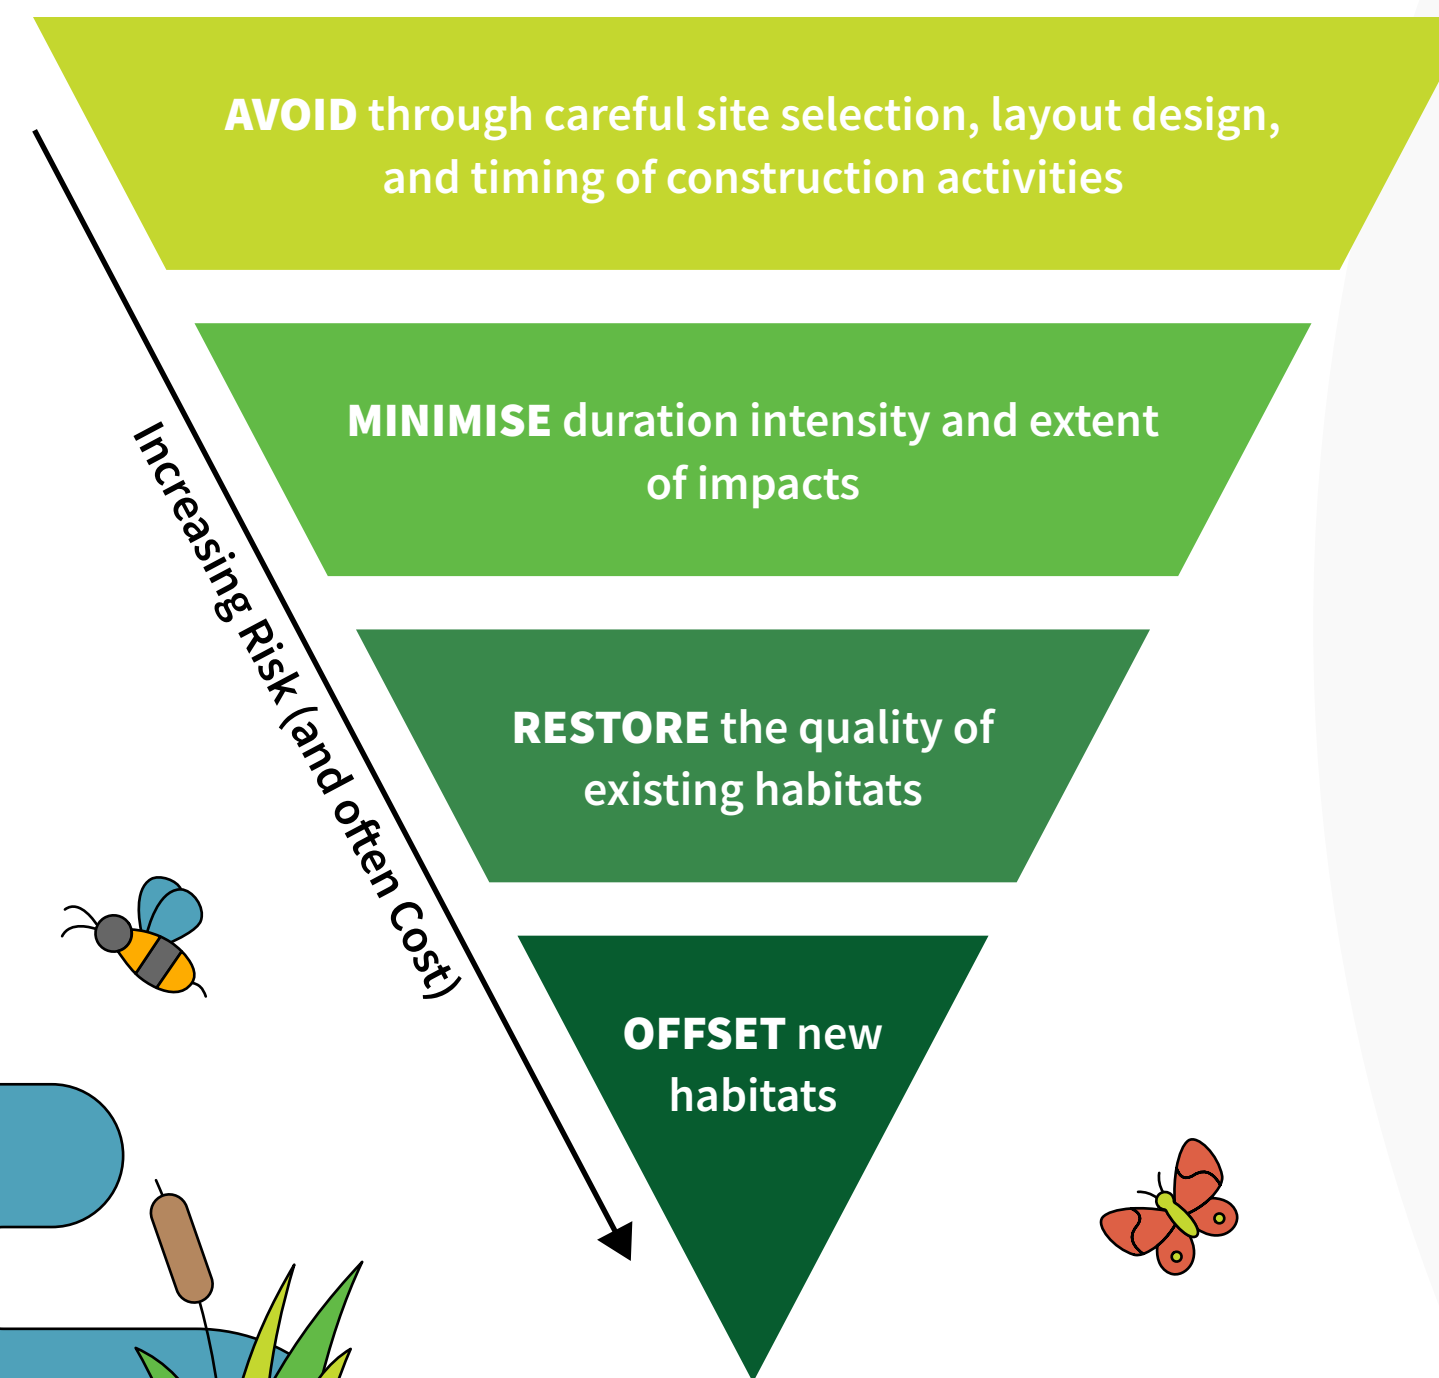 AVOID through careful site selection, layout design,
and timing of construction activities
MINIMISE duration intensity and extent
of impacts
RESTORE the quality of
existing habitats
OFFSET new
habitats
Increasing Risk (and often Cost)